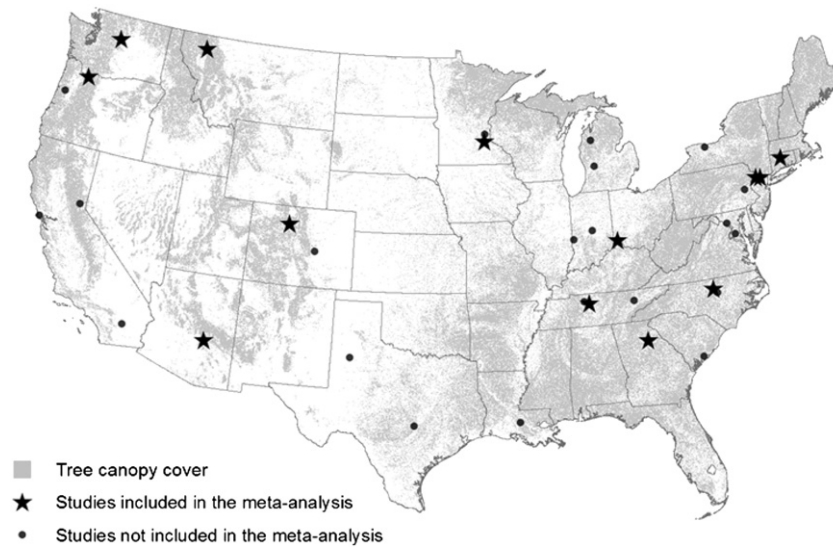 Tree canopy cover
Studies included in the meta-analysis
Studies not included in the meta-analysis